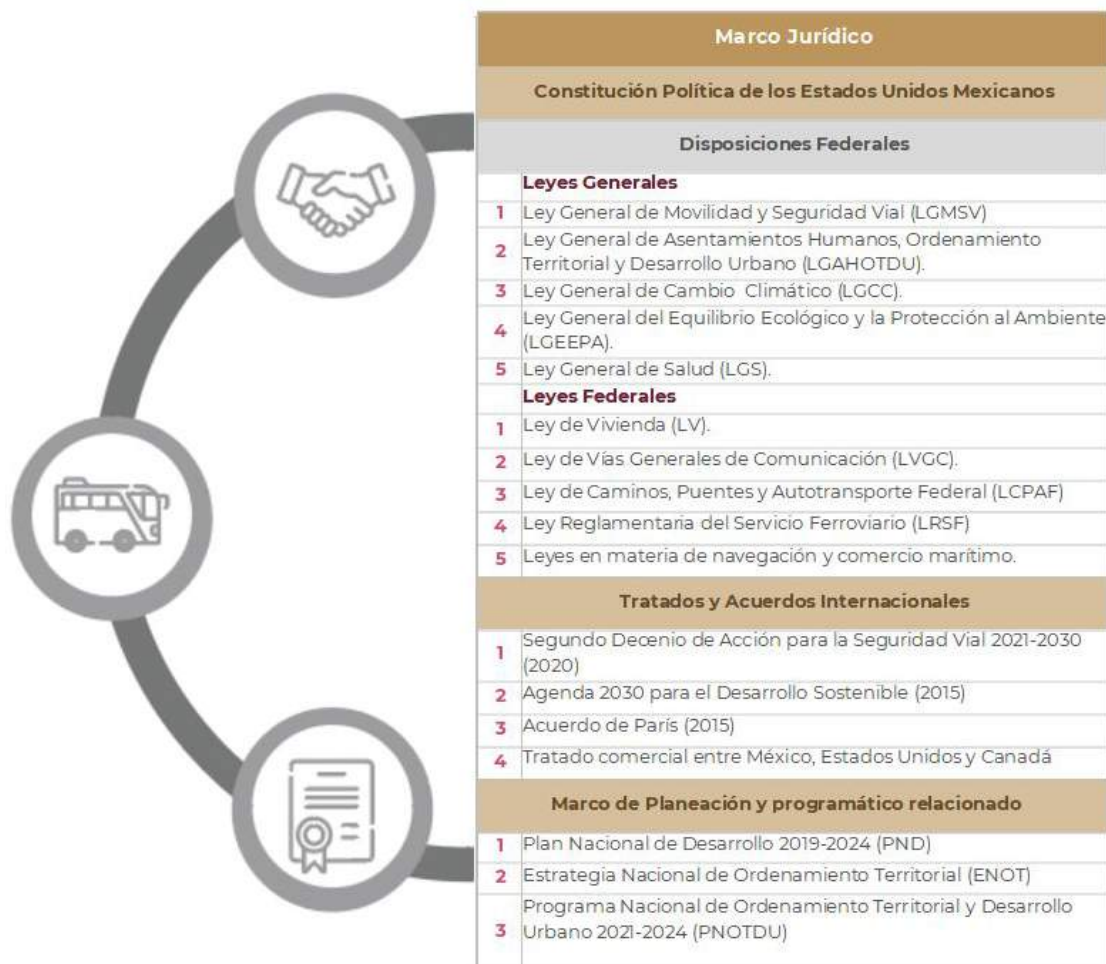 Marco Jurídico
Constitución Política de los Estados Unidos Mexicanos
Disposiciones Federales
Leyes Generales
1 Ley General de Movilidad y Seguridad Vial (LGMSV)
2 Ley General de Asentamientos Humanos, Ordenamiento
Territorial y Desarrollo Urbano (LGAHOTDU).
3 Ley General de Cambio Climático (LGCC).
4 Ley General del Equilibrio Ecológico y la Protección al Ambiente
(LGEEPA).
5 Ley General de Salud (LGS).
Leyes Federales
1 Ley de Vivienda (LV).
2 Ley de Vías Generales de Comunicación (LVGC).
3 Ley de Caminos, Puentes y Autotransporte Federal (LCPAF)
4 Ley Reglamentaria del Servicio Ferroviario (LRSF)
5 Leyes en materia de navegación y comercio marítimo.
Tratados y Acuerdos Internacionales
1 Segundo Decenio de Acción para la Seguridad Vial 2021-2030
(2020)
2 Agenda 2030 para el Desarrollo Sostenible (2015)
3 Acuerdo de París (2015)
4 Tratado comercial entre México, Estados Unidos y Canadá
Marco de Planeación y programático relacionado
1 Plan Nacional de Desarrollo 2019-2024 (PND)
2 Estrategia Nacional de Ordenamiento Territorial (ENOT)
3 Programa Nacional de Ordenamiento Territorial y Desarrollo
Urbano 2021-2024 (PNOTDU)